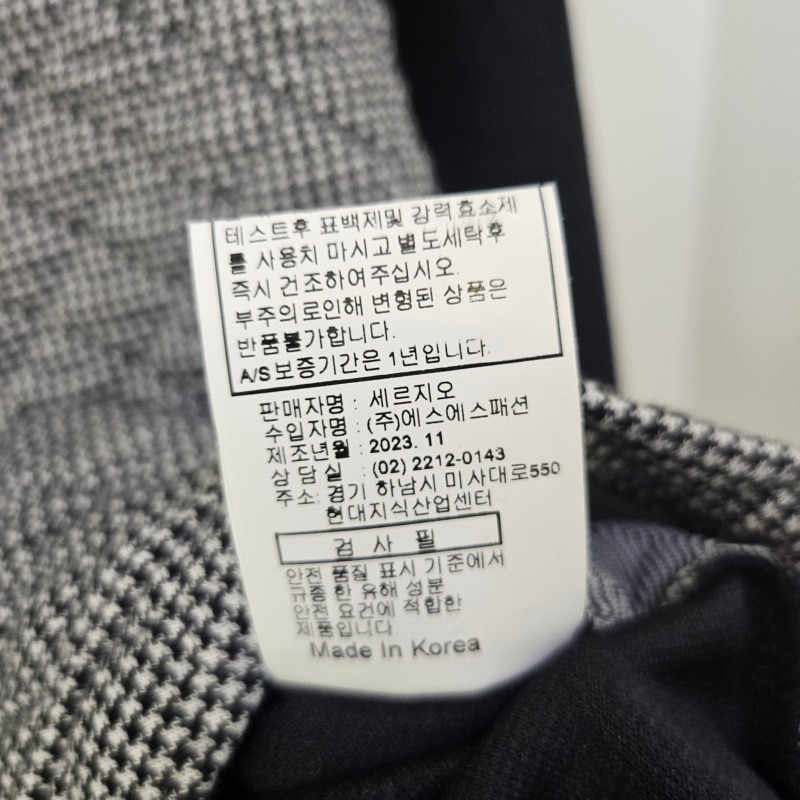 테스트후 표백제및 강력효소제
를 사용치 마시고 별도세탁후
즉시 건조하여주십시오.
부주의로인해 변형된 상품은
반품불가합니다.
A/S보증기간은 1년입니다.
판매자명 : 세르지오
수입자명 : (주)에스에스패션
제조년월 : 2023. 11
상담실 : (02) 2212-0143
주소: 경기 하남시 미사대로550
현대지식산업센터
검 사 필
안전 품질 표시 기준에서
규종 한 유해 성분
안전 요건에 적합한
제품입니다.
Made In Korea